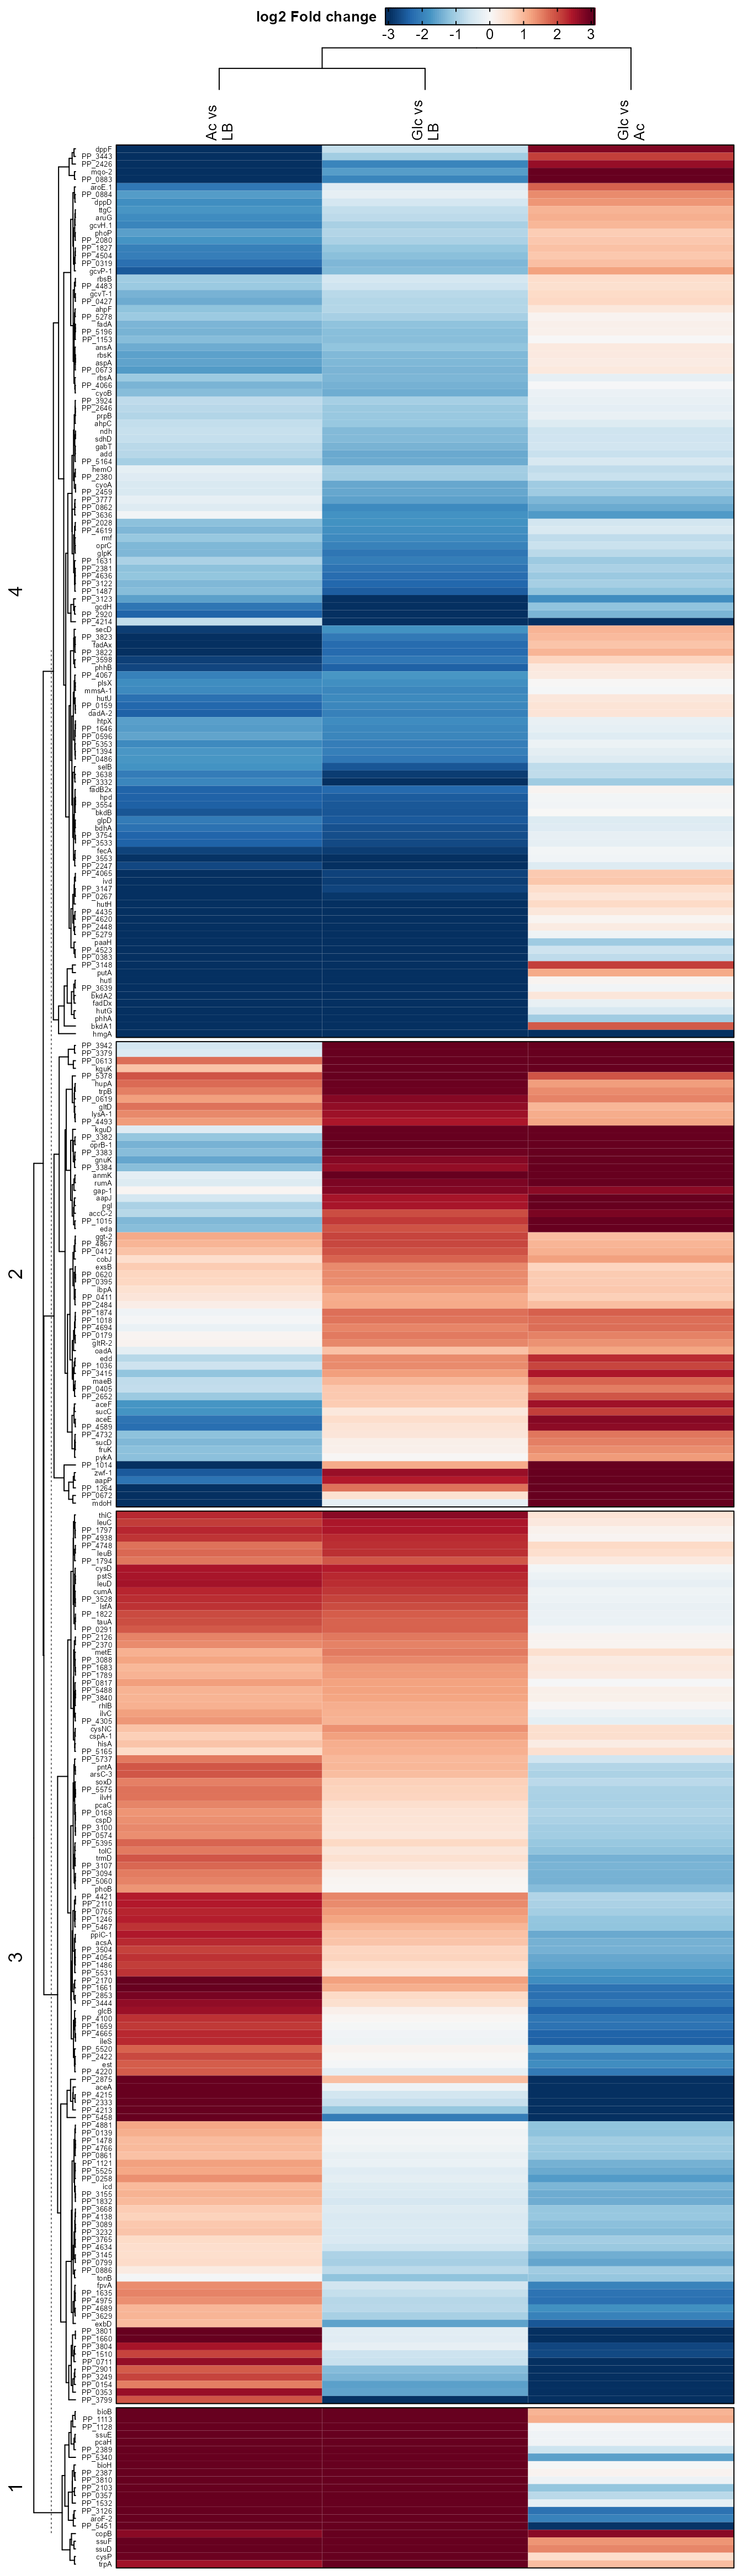 log2 Fold change
-3 -2 -1 0 1 2 3
Ac vs
LB
Glc vs
LB
Glc vs
Ac
4
dppF
PP_3443
PP_2426
mqo-2
PP_0883
aroE.1
PP_0884
dppD
ttgC
aruG
gcvH.1
phoP
PP_2080
PP_1827
PP_4504
PP_0319
gcvP-1
rbsB
PP_4483
gcvT-1
PP_0427
ahpF
PP_5278
fadA
PP_5196
PP_1153
ansA
rbsK
aspA
PP_0673
rbsA
PP_4066
cyoB
PP_3924
PP_2646
prpB
ahpC
ndh
sdhD
gabT
add
PP_5164
hemO
PP_2380
cyoA
PP_2459
PP_3777
PP_0862
PP_3636
PP_2028
PP_4619
rmf
oprC
glpK
PP_1631
PP_2381
PP_4636
PP_3122
PP_1487
PP_3123
gcdH
PP_2920
PP_4214
secD
PP_3823
fadAx
PP_3822
PP_3598
phhB
PP_4067
plsX
mmsA-1
hutU
PP_0159
dadA-2
htpX
PP_1646
PP_0596
PP_5353
PP_1394
PP_0486
selB
PP_3638
PP_3332
fadB2x
hpd
PP_3554
bkdB
glpD
bdhA
PP_3754
PP_3533
fecA
PP_3553
PP_2247
PP_4065
ivd
PP_3147
PP_0267
hutH
PP_4435
PP_4620
PP_2448
PP_5279
paaH
PP_4523
PP_0383
PP_3148
putA
hutI
PP_3639
bkdA2
fadDx
hutG
phhA
bkdA1
hmgA
2
PP_3942
PP_3379
PP_0613
kguK
PP_5378
hupA
trpB
PP_0619
gltD
lysA-1
PP_4493
kguD
PP_3382
oprB-1
PP_3383
gnuK
PP_3384
anmK
rumA
gap-1
aapJ
pgl
accC-2
PP_1015
eda
ggt-2
PP_4867
PP_0412
cobJ
exsB
PP_0620
PP_0395
ibpA
PP_0411
PP_2484
PP_1874
PP_1018
PP_4694
PP_0179
gltR-2
oadA
edd
PP_1036
PP_3415
maeB
PP_0405
PP_2652
aceF
sucC
aceE
PP_4589
PP_4732
sucD
fruK
pykA
PP_1014
zwf-1
aapP
PP_1264
PP_0672
mdoH
3
thlC
leuC
PP_1797
PP_4938
PP_4748
leuB
PP_1794
cysD
pstS
leuD
cumA
PP_3528
lsfA
PP_1822
tauA
PP_0291
PP_2126
PP_2370
metE
PP_3088
PP_1683
PP_1789
PP_0817
PP_5488
PP_3840
rhlB
ilvC
PP_4305
cysNC
cspA-1
hisA
PP_5165
PP_5737
pntA
arsC-3
soxD
PP_5575
ilvH
pcaC
PP_0168
cspD
PP_3100
PP_0574
PP_5395
tolC
trmD
PP_3107
PP_3094
PP_5060
phoB
PP_4421
PP_2110
PP_0765
PP_1246
PP_5467
ppiC-1
acsA
PP_3504
PP_4054
PP_1486
PP_5531
PP_2170
PP_1661
PP_2853
PP_3444
glcB
PP_4100
PP_1659
PP_4665
ileS
PP_5520
PP_2422
est
PP_4220
PP_2875
aceA
PP_4215
PP_2333
PP_4213
PP_5458
PP_4881
PP_0139
PP_1478
PP_4766
PP_0861
PP_1121
PP_5525
PP_0258
icd
PP_3155
PP_1832
PP_3668
PP_4138
PP_3089
PP_3232
PP_3765
PP_4634
PP_3145
PP_0799
PP_0886
tonB
fpvA
PP_1635
PP_4975
PP_4689
PP_3629
exbD
PP_3801
PP_1660
PP_3804
PP_1510
PP_0711
PP_2901
PP_3249
PP_0154
PP_0353
PP_3799
1
bioB
PP_1113
PP_1128
ssuE
pcaH
PP_2389
PP_5340
bioH
PP_2387
PP_3810
PP_2103
PP_0357
PP_1532
PP_3126
aroF-2
PP_5451
copB
ssuF
ssuD
cysP
trpA